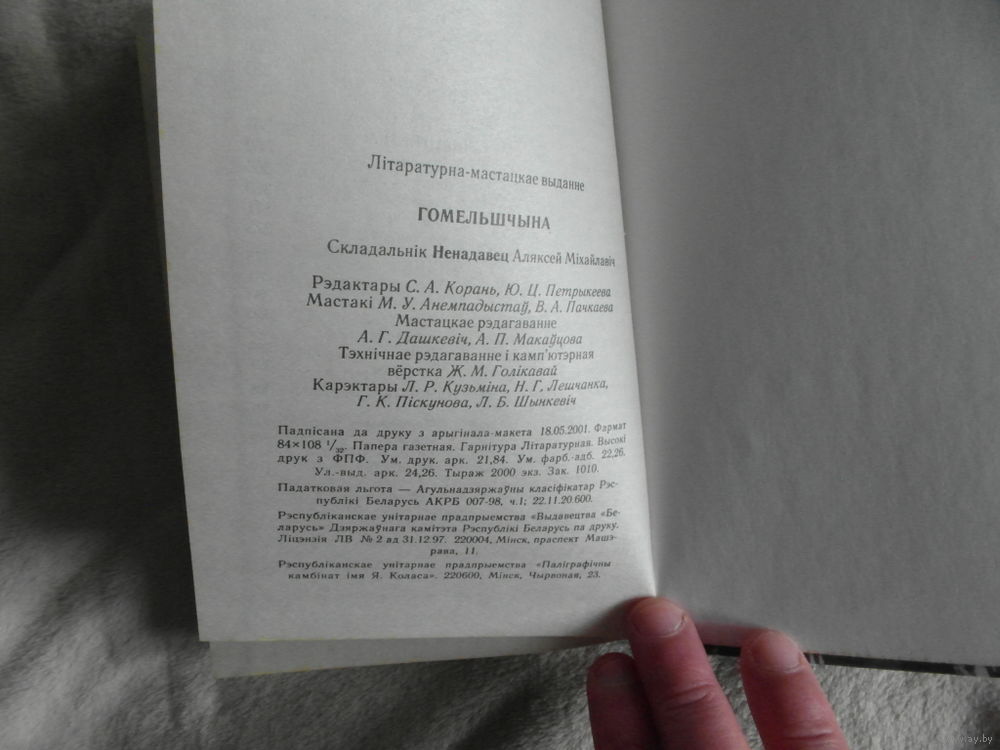 Літаратурна-мастацкае выданне
ГОМЕЛЬШЧЫНА
Складальнік Ненадавец Аляксей Міхайлавіч
Рэдактары С. А. Корань, Ю. Ц. Петрыкеева
Мастакі М. У. Анемпадыстаў, В. А. Пачкаева
Мастацкае рэдагаванне
А. Г. Дашкевіч, А. П. Макаўцова
Тэхнічнае рэдагаванне і камп'ютэрная
вёрстка Ж. М. Голікавай
Карэктары Л. Р. Кузьміна, Н. Г. Лешчанка,
Г. К. Піскунова, Л. Б. Шынкевіч
Падпісана да друку з арыгінала-макета 18.05.2001. Фармат
84×108 1/32. Папера газетная. Гарнітура Літаратурная. Высокі
друк з ФПФ. Ум. друк. арк. 21,84. Ум. фарб.-адб. 22,26.
Ул.-выд. арк. 24,26. Тыраж 2000 экз. Зак. 1010.
Падатковая льгота — Агульнадзяржаўны класіфікатар Рэс-
публікі Беларусь АКРБ 007-98, ч.1; 22.11.20.600.
Рэспубліканскае унітарнае прадпрыемства «Выдавецтва «Бе-
ларусь» Дзяржаўнага камітэта Рэспублікі Беларусь па друку.
Ліцэнзія ЛВ № 2 ад 31.12.97. 220004, Мінск, праспект Машэ-
рава, 11.
Рэспубліканскае унітарнае прадпрыемства «Паліграфічны
камбінат імя Я. Коласа». 220600, Мінск, Чырвоная, 23.